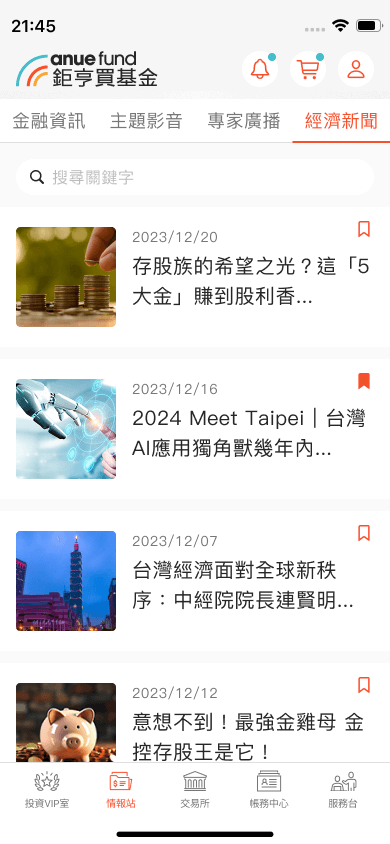 21:45
anue fund
鉅亨買基金
金融資訊 主題影音 專家廣播 經濟新聞
搜尋關鍵字
2023/12/20
存股族的希望之光？這「5
大金」賺到股利香...
2023/12/16
2024 Meet Taipei｜台灣
AI應用獨角獸幾年內...
2023/12/07
台灣經濟面對全球新秩
序：中經院院長連賢明...
2023/12/12
意想不到！最強金雞母 金
控存股王是它！
投資VIP室 情報站 交易所 帳務中心 服務台